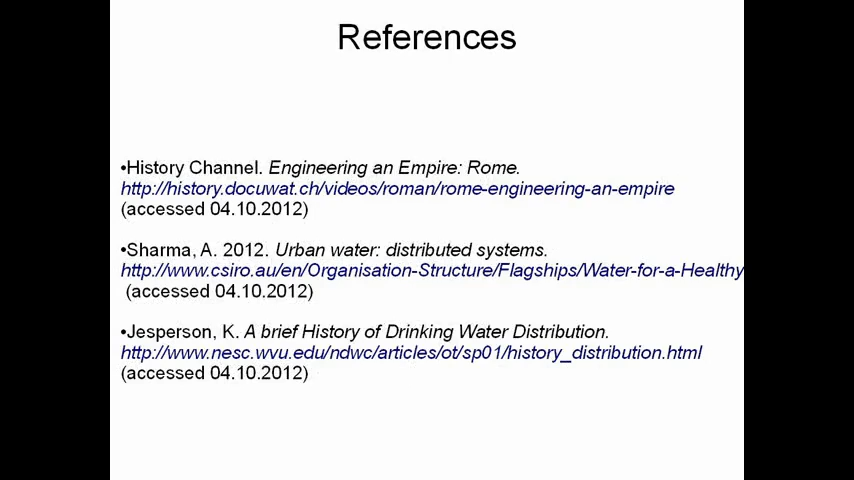 References
•History Channel. Engineering an Empire: Rome.
http://history.docuwat.ch/videos/roman/rome-engineering-an-empire
(accessed 04.10.2012)
•Sharma, A. 2012. Urban water: distributed systems.
http://www.csiro.au/en/Organisation-Structure/Flagships/Water-for-a-Healthy
(accessed 04.10.2012)
•Jesperson, K. A brief History of Drinking Water Distribution.
http://www.nesc.wvu.edu/ndwc/articles/ot/sp01/history_distribution.html
(accessed 04.10.2012)